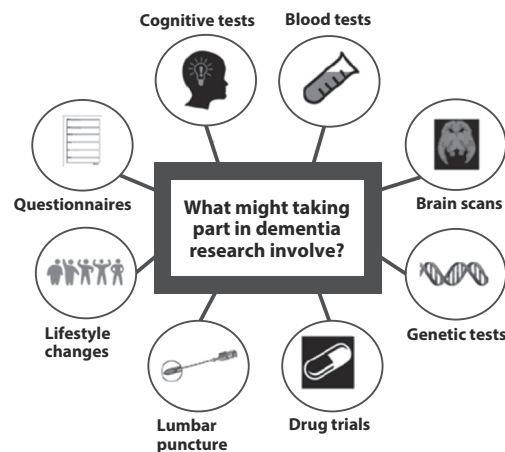 Cognitive tests
Blood tests
Questionnaires
What might taking
part in dementia
research involve?
Brain scans
Lifestyle
changes
Genetic tests
Lumbar
puncture
Drug trials